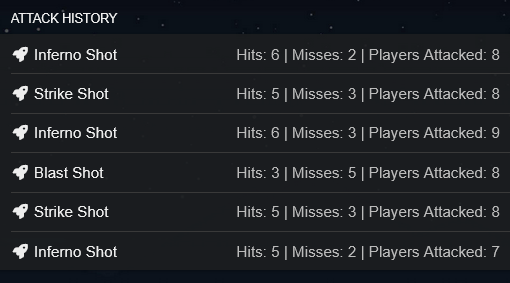 ATTACK HISTORY
Inferno Shot Hits: 6 | Misses: 2 | Players Attacked: 8
Strike Shot Hits: 5 | Misses: 3 | Players Attacked: 8
Inferno Shot Hits: 6 | Misses: 3 | Players Attacked: 9
Blast Shot Hits: 3 | Misses: 5 | Players Attacked: 8
Strike Shot Hits: 5 | Misses: 3 | Players Attacked: 8
Inferno Shot Hits: 5 | Misses: 2 | Players Attacked: 7